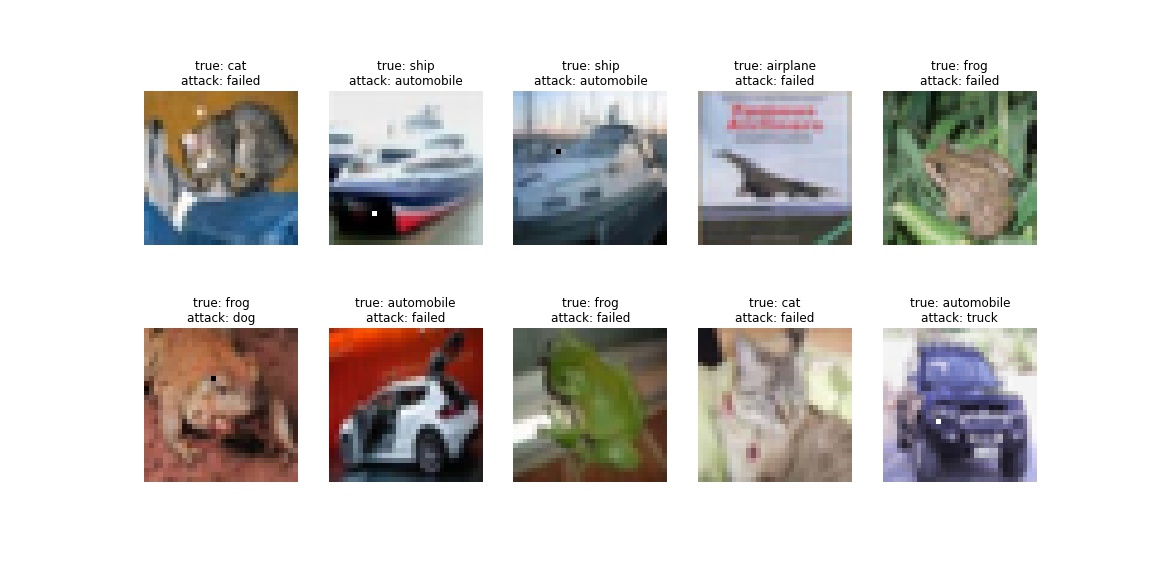 true: cat
attack: failed
true: ship
attack: automobile
true: ship
attack: automobile
true: airplane
attack: failed
true: frog
attack: failed
true: frog
attack: dog
true: automobile
attack: failed
true: frog
attack: failed
true: cat
attack: failed
true: automobile
attack: truck